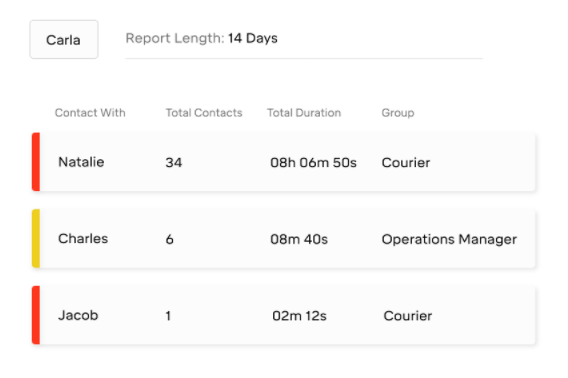 Carla Report Length: 14 Days
Contact With Total Contacts Total Duration Group
Natalie 34 08h 06m 50s Courier
Charles 6 08m 40s Operations Manager
Jacob 1 02m 12s Courier